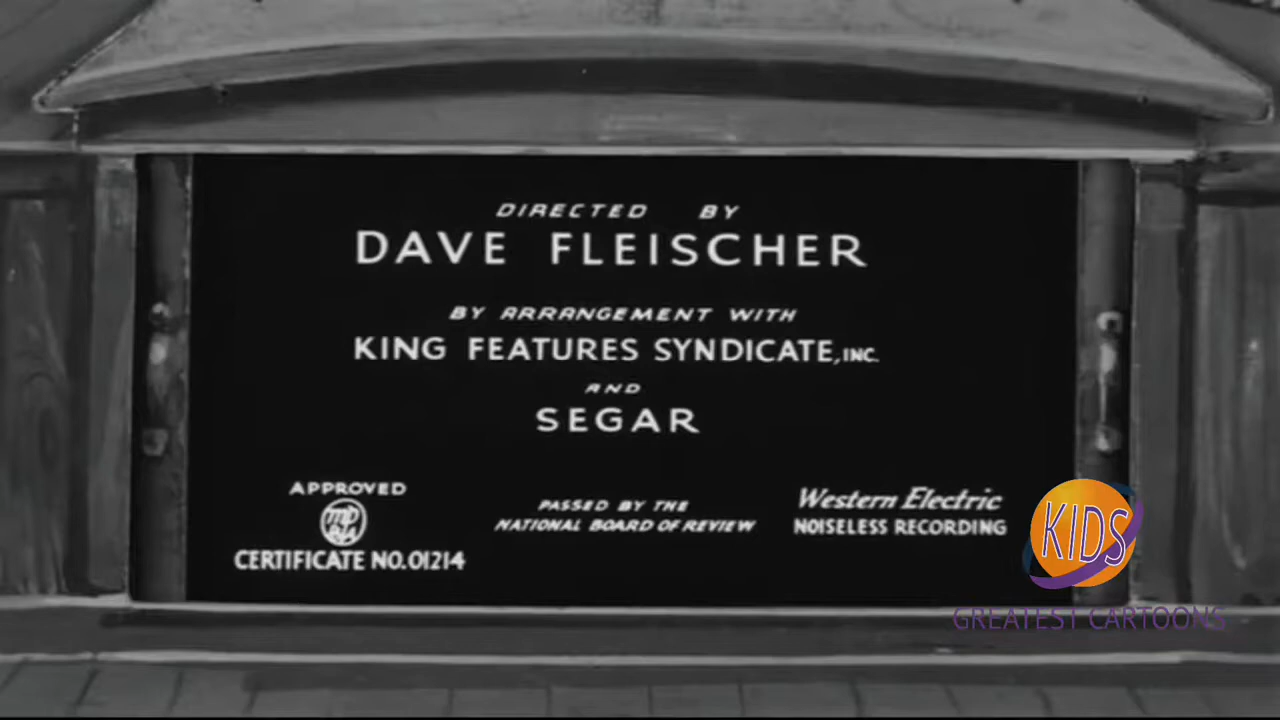 DIRECTED BY
DAVE FLEISCHER
BY ARRANGEMENT WITH
KING FEATURES SYNDICATE, INC.
AND
SEGAR
APPROVED
CERTIFICATE NO. 01214
PASSED BY THE
NATIONAL BOARD OF REVIEW
Western Electric
NOISELESS RECORDING
KIDS
GREATEST CARTOONS